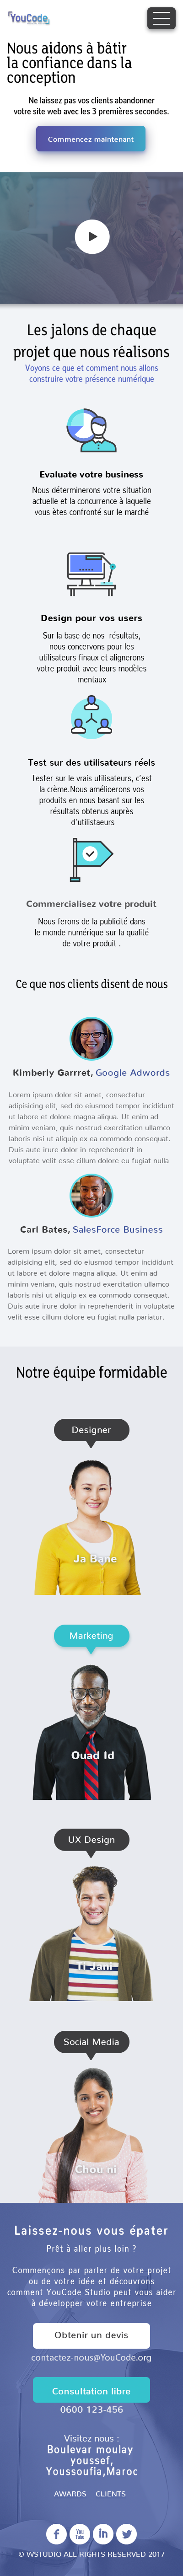 YouCode
Nous aidons à bâtir
la confiance dans la
conception
Ne laissez pas vos clients abandonner
votre site web avec les 3 premières secondes.
Commencez maintenant
Les jalons de chaque
projet que nous réalisons
Voyons ce que et comment nous allons
construire votre présence numérique
Evaluate votre business
Nous déterminerons votre situation
actuelle et la concurrence à laquelle
vous êtes confronté sur le marché
Design pour vos users
Sur la base de nos résultats,
nous concervons pour les
utilisateurs finaux et alignerons
votre produit avec leurs modèles
mentaux
Test sur des utilisateurs réels
Tester sur le vrais utilisateurs, c'est
la crème.Nous amélioerons vos
produits en nous basant sur les
résultats obtenus auprès
d'utilistaeurs
Commercialisez votre produit
Nous ferons de la publicité dans
le monde numérique sur la qualité
de votre produit .
Ce que nos clients disent de nous
Kimberly Garrret, Google Adwords
Lorem ipsum dolor sit amet, consectetur
adipisicing elit, sed do eiusmod tempor incididunt
ut labore et dolore magna aliqua. Ut enim ad
minim veniam, quis nostrud exercitation ullamco
laboris nisi ut aliquip ex ea commodo consequat.
Duis aute irure dolor in reprehenderit in
voluptate velit esse cillum dolore eu fugiat nulla
Carl Bates, SalesForce Business
Lorem ipsum dolor sit amet, consectetur
adipisicing elit, sed do eiusmod tempor incididunt
ut labore et dolore magna aliqua. Ut enim ad
minim veniam, quis nostrud exercitation ullamco
laboris nisi ut aliquip ex ea commodo consequat.
Duis aute irure dolor in reprehenderit in voluptate
velit esse cillum dolore eu fugiat nulla pariatur.
Notre équipe formidable
Designer
Ja Bane
Marketing
Ouad Id
UX Design
Social Media
Chou ni
Laissez-nous vous épater
Prêt à aller plus loin ?
Commençons par parler de votre projet
ou de votre idée et découvrons
comment YouCode Studio peut vous aider
à développer votre entreprise
Obtenir un devis
contactez-nous@YouCode.org
Consultation libre
0600 123-456
Visitez nous :
Boulevar moulay
youssef,
Youssoufia,Maroc
AWARDS CLIENTS
f You Tube in
© WSTUDIO ALL RIGHTS RESERVED 2017